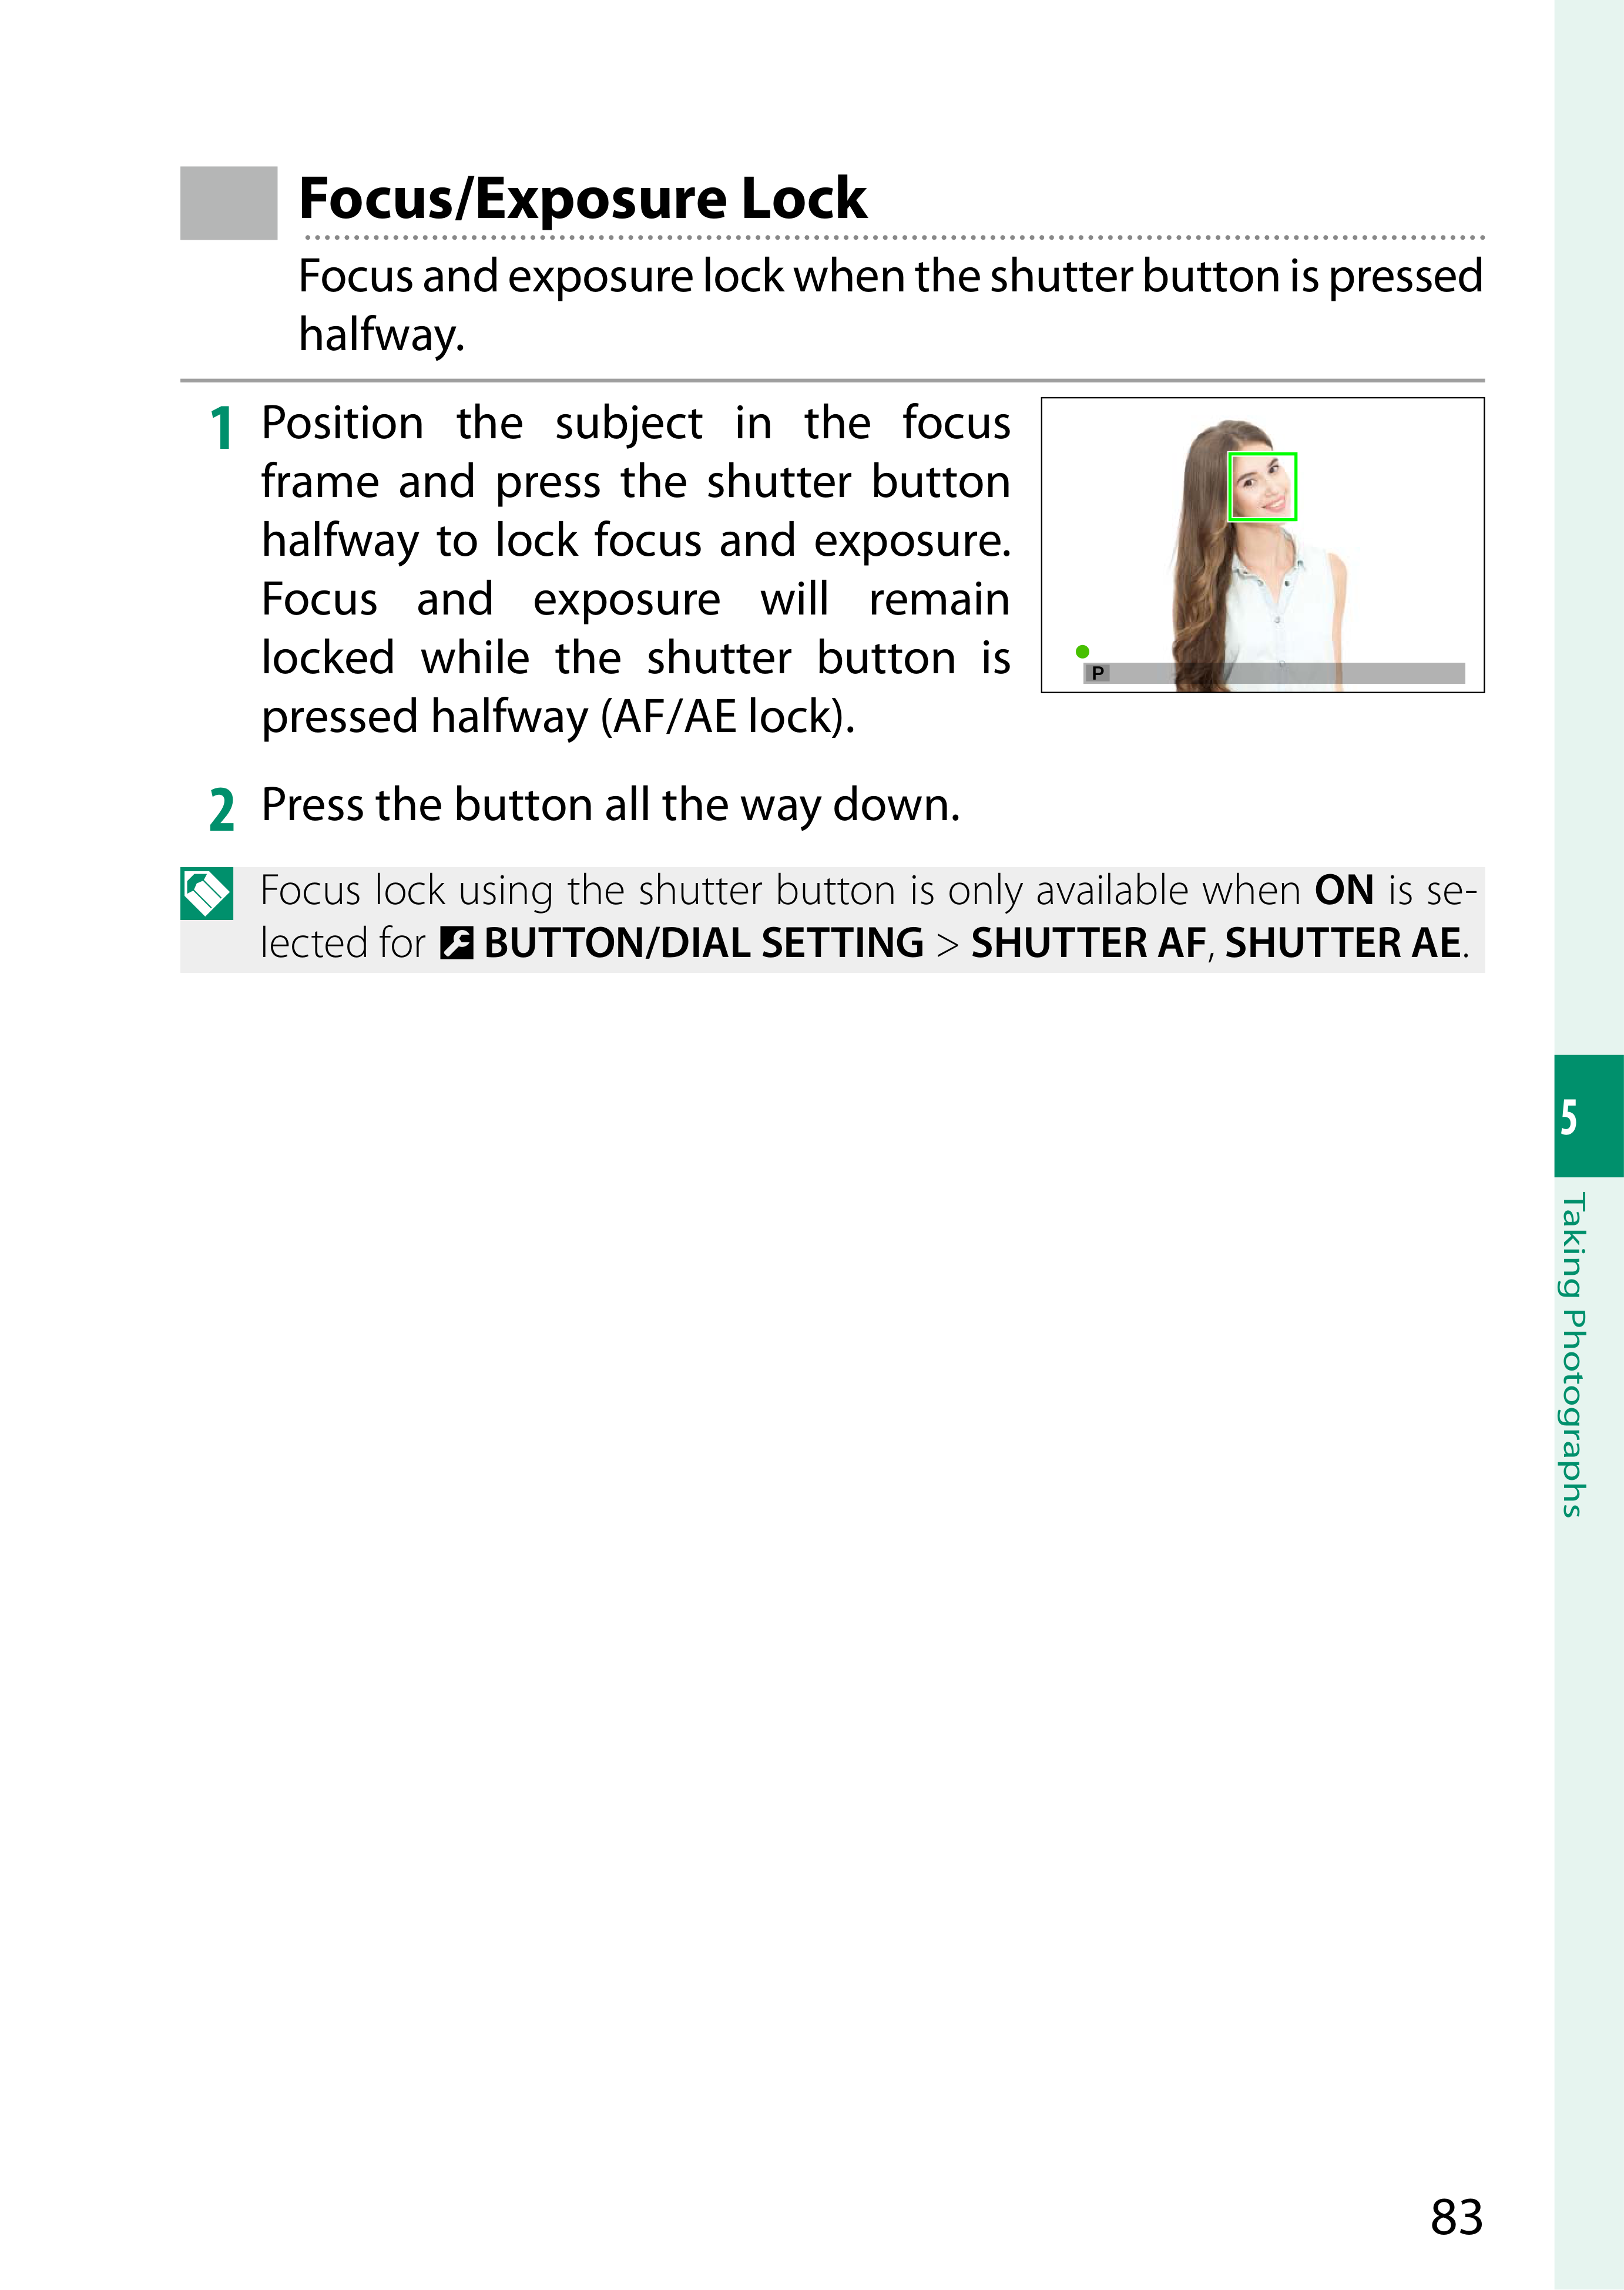 Focus/Exposure Lock
Focus and exposure lock when the shutter button is pressed
halfway.
1 Position the subject in the focus
frame and press the shutter button
halfway to lock focus and exposure.
Focus and exposure will remain
locked while the shutter button is
pressed halfway (AF/AE lock).
P
2 Press the button all the way down.
Focus lock using the shutter button is only available when ON is se-
lected for BUTTON/DIAL SETTING > SHUTTER AF, SHUTTER AE.
5
Taking Photographs
83